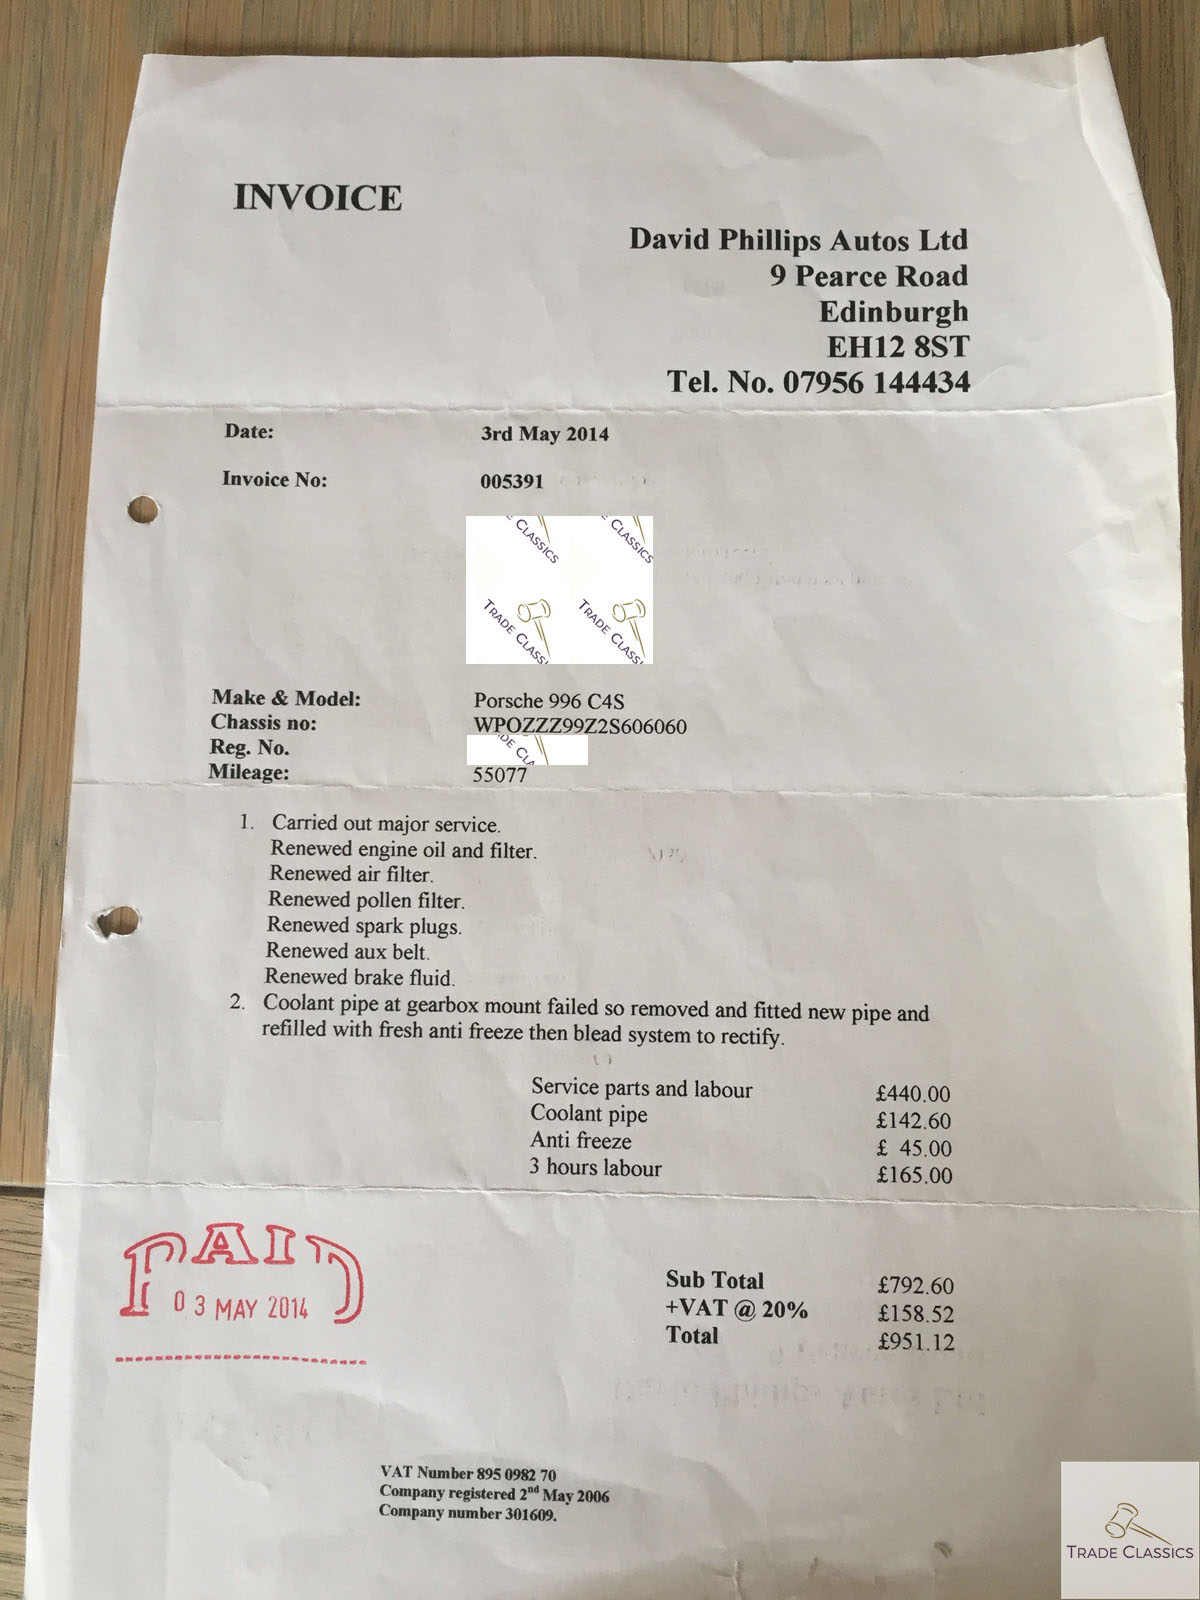 INVOICE
David Phillips Autos Ltd
9 Pearce Road
Edinburgh
EH12 8ST
Tel. No. 07956 144434
Date: 3rd May 2014
Invoice No: 005391
CLASSICS CLASSICS
TRADE CLASSIC TRADE CLASSI
Make & Model: Porsche 996 C4S
Chassis no: WPOZZZ99Z2S606060
Reg. No.
Mileage: 55077
1. Carried out major service.
Renewed engine oil and filter.
Renewed air filter.
Renewed pollen filter.
Renewed spark plugs.
Renewed aux belt.
Renewed brake fluid.
2. Coolant pipe at gearbox mount failed so removed and fitted new pipe and
refilled with fresh anti freeze then blead system to rectify.
Service parts and labour £440.00
Coolant pipe £142.60
Anti freeze £ 45.00
3 hours labour £165.00
PAID
03 MAY 2014
Sub Total £792.60
+VAT @ 20% £158.52
Total £951.12
VAT Number 895 0982 70
Company registered 2nd May 2006
Company number 301609.
TRADE CLASSICS